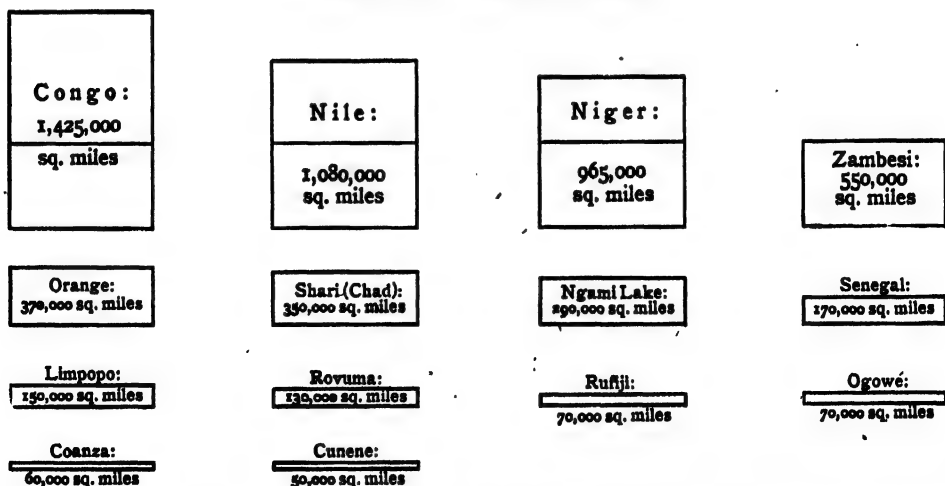 Congo:
1,425,000
sq. miles
Nile:
1,080,000
sq. miles
Niger:
965,000
sq. miles
Zambesi:
550,000
sq. miles
Orange:
370,000 sq. miles
Shari (Chad):
350,000 sq. miles
Ngami Lake:
290,000 sq. miles
Senegal:
170,000 sq. miles
Limpopo:
150,000 sq. miles
Rovuma:
130,000 sq. miles
Rufiji:
70,000 sq. miles
Ogowé:
70,000 sq. miles
Coanza:
60,000 sq. miles
Cunene:
50,000 sq. miles